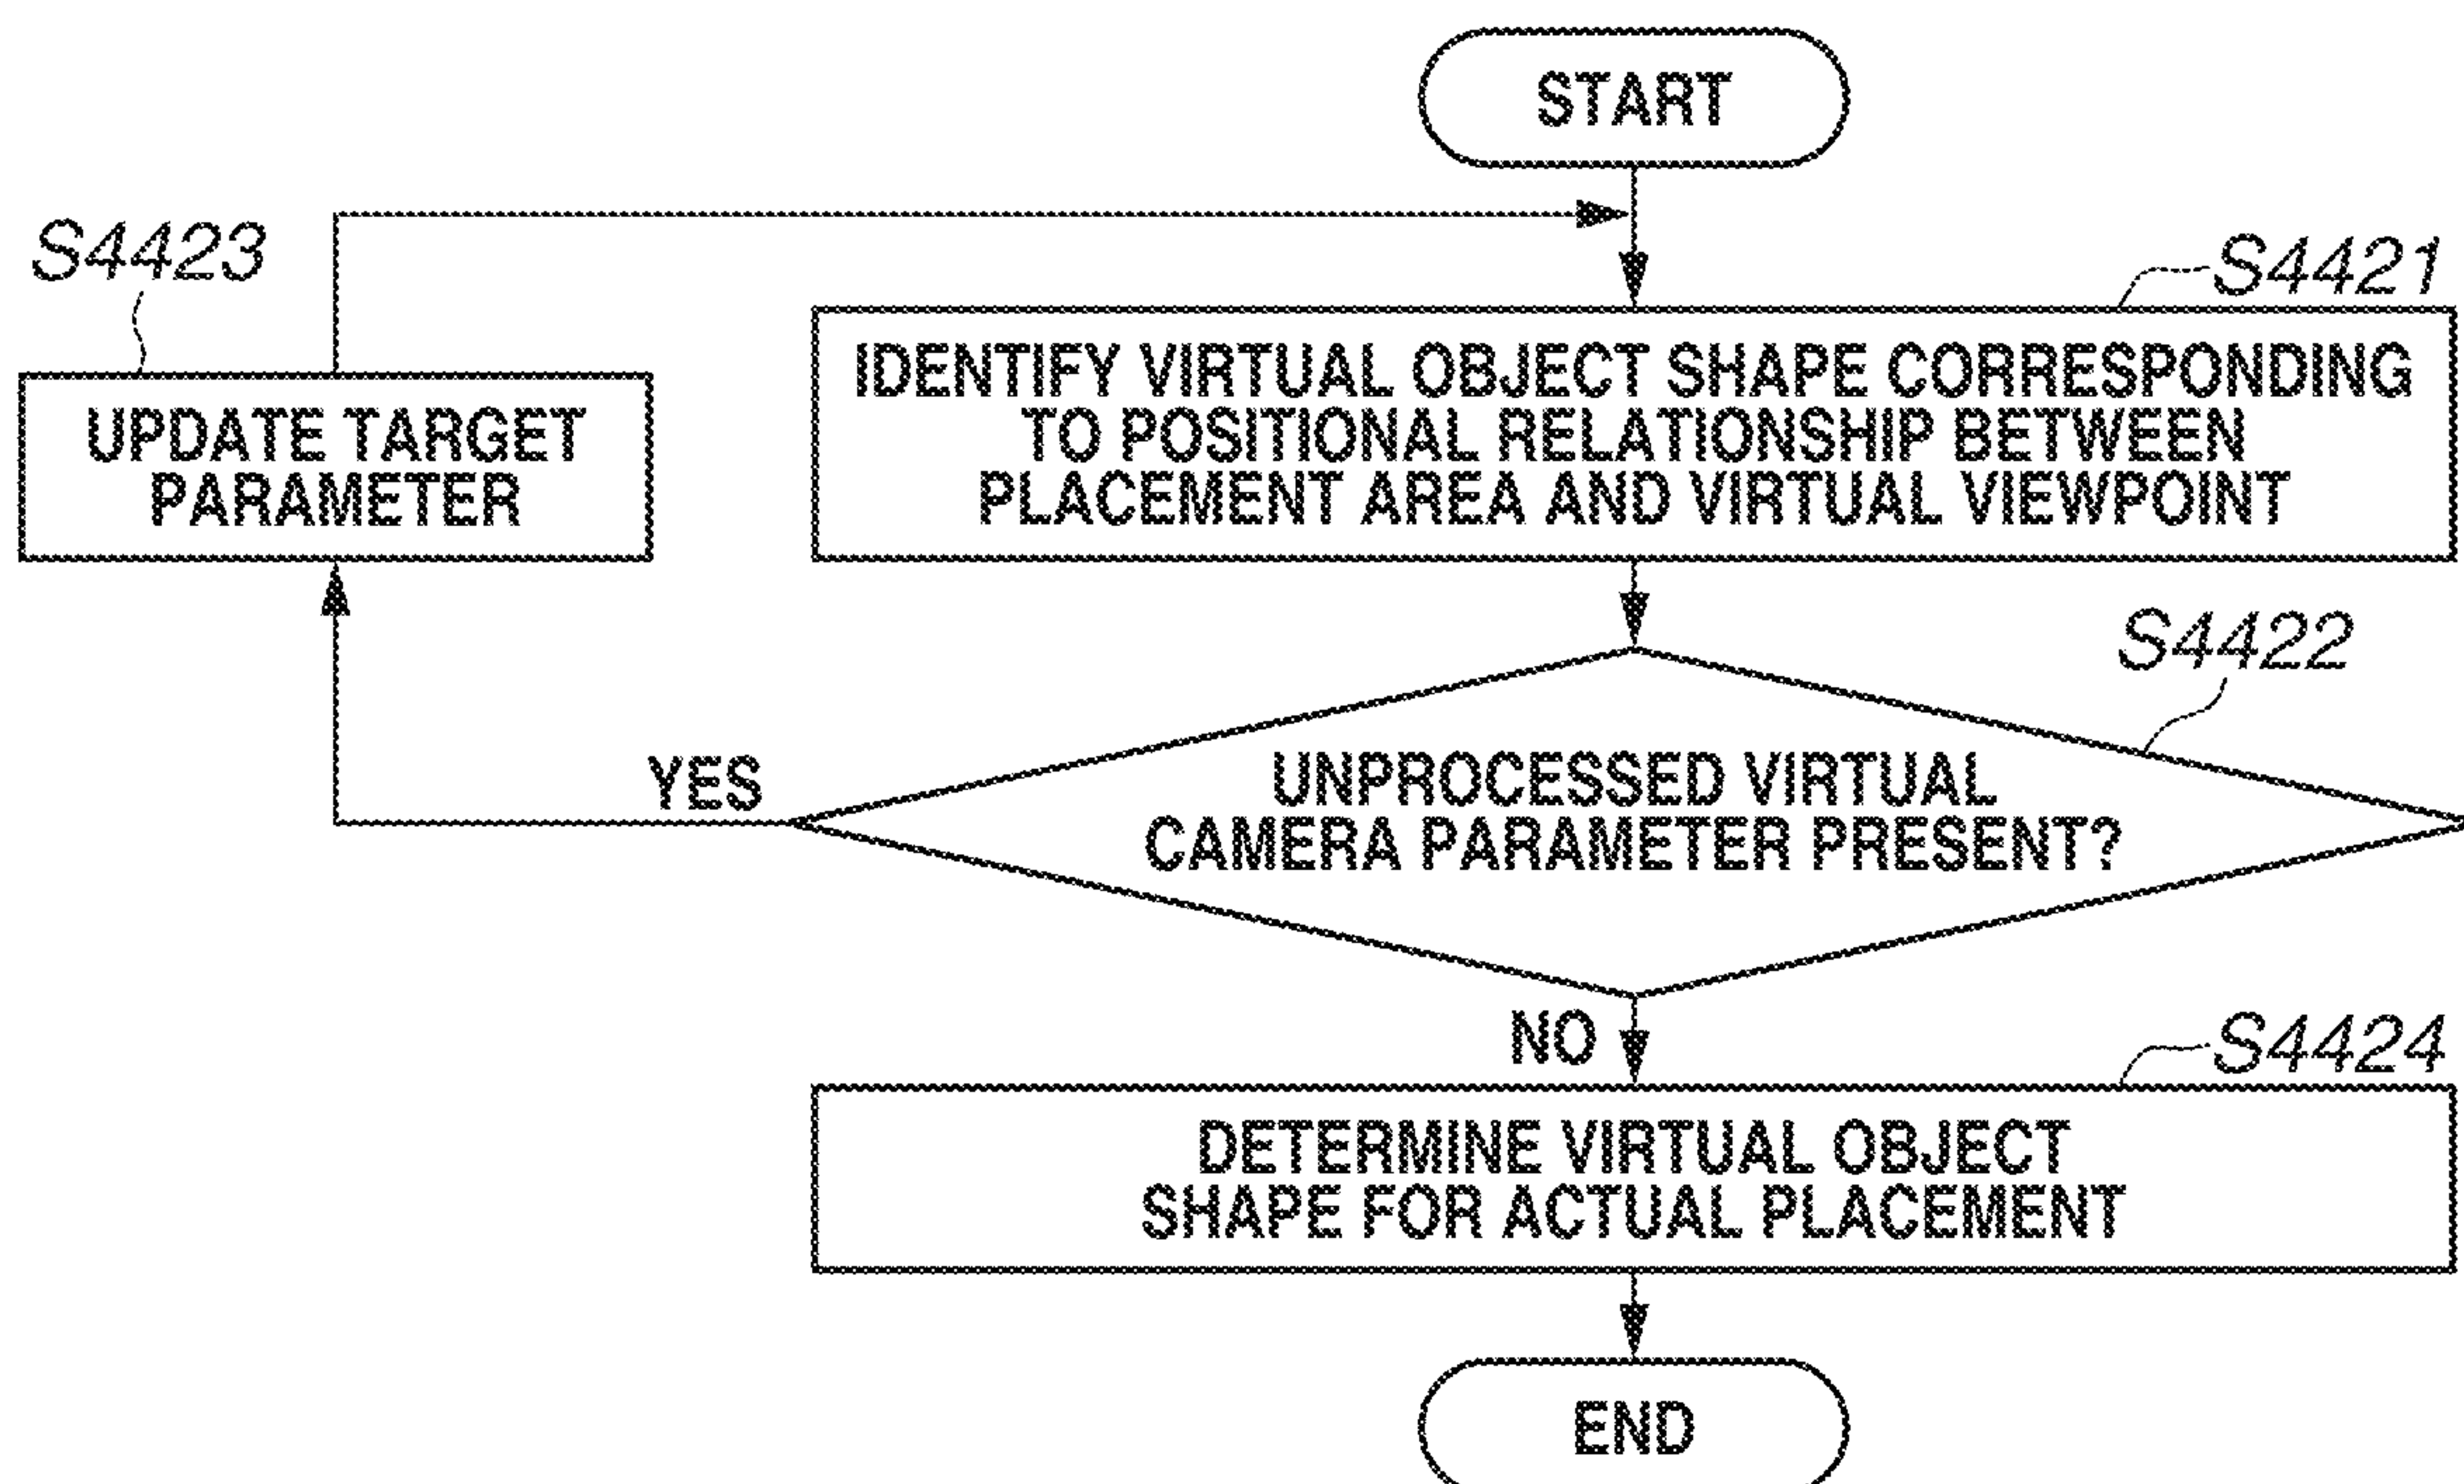 START
S4423
S4421
IDENTIFY VIRTUAL OBJECT SHAPE CORRESPONDING
TO POSITIONAL RELATIONSHIP BETWEEN
PLACEMENT AREA AND VIRTUAL VIEWPOINT
UPDATE TARGET
PARAMETER
S4422
YES
UNPROCESSED VIRTUAL
CAMERA PARAMETER PRESENT?
NO
S4424
DETERMINE VIRTUAL OBJECT
SHAPE FOR ACTUAL PLACEMENT
END